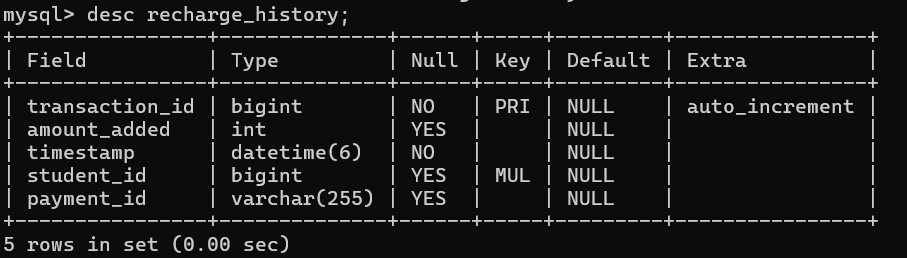 mysql> desc recharge_history;
+----------------+--------------+------+-----+---------+----------------+
| Field          | Type         | Null | Key | Default | Extra          |
+----------------+--------------+------+-----+---------+----------------+
| transaction_id | bigint       | NO   | PRI | NULL    | auto_increment |
| amount_added   | int          | YES  |     | NULL    |                |
| timestamp      | datetime(6)  | NO   |     | NULL    |                |
| student_id     | bigint       | YES  | MUL | NULL    |                |
| payment_id     | varchar(255) | YES  |     | NULL    |                |
+----------------+--------------+------+-----+---------+----------------+
5 rows in set (0.00 sec)